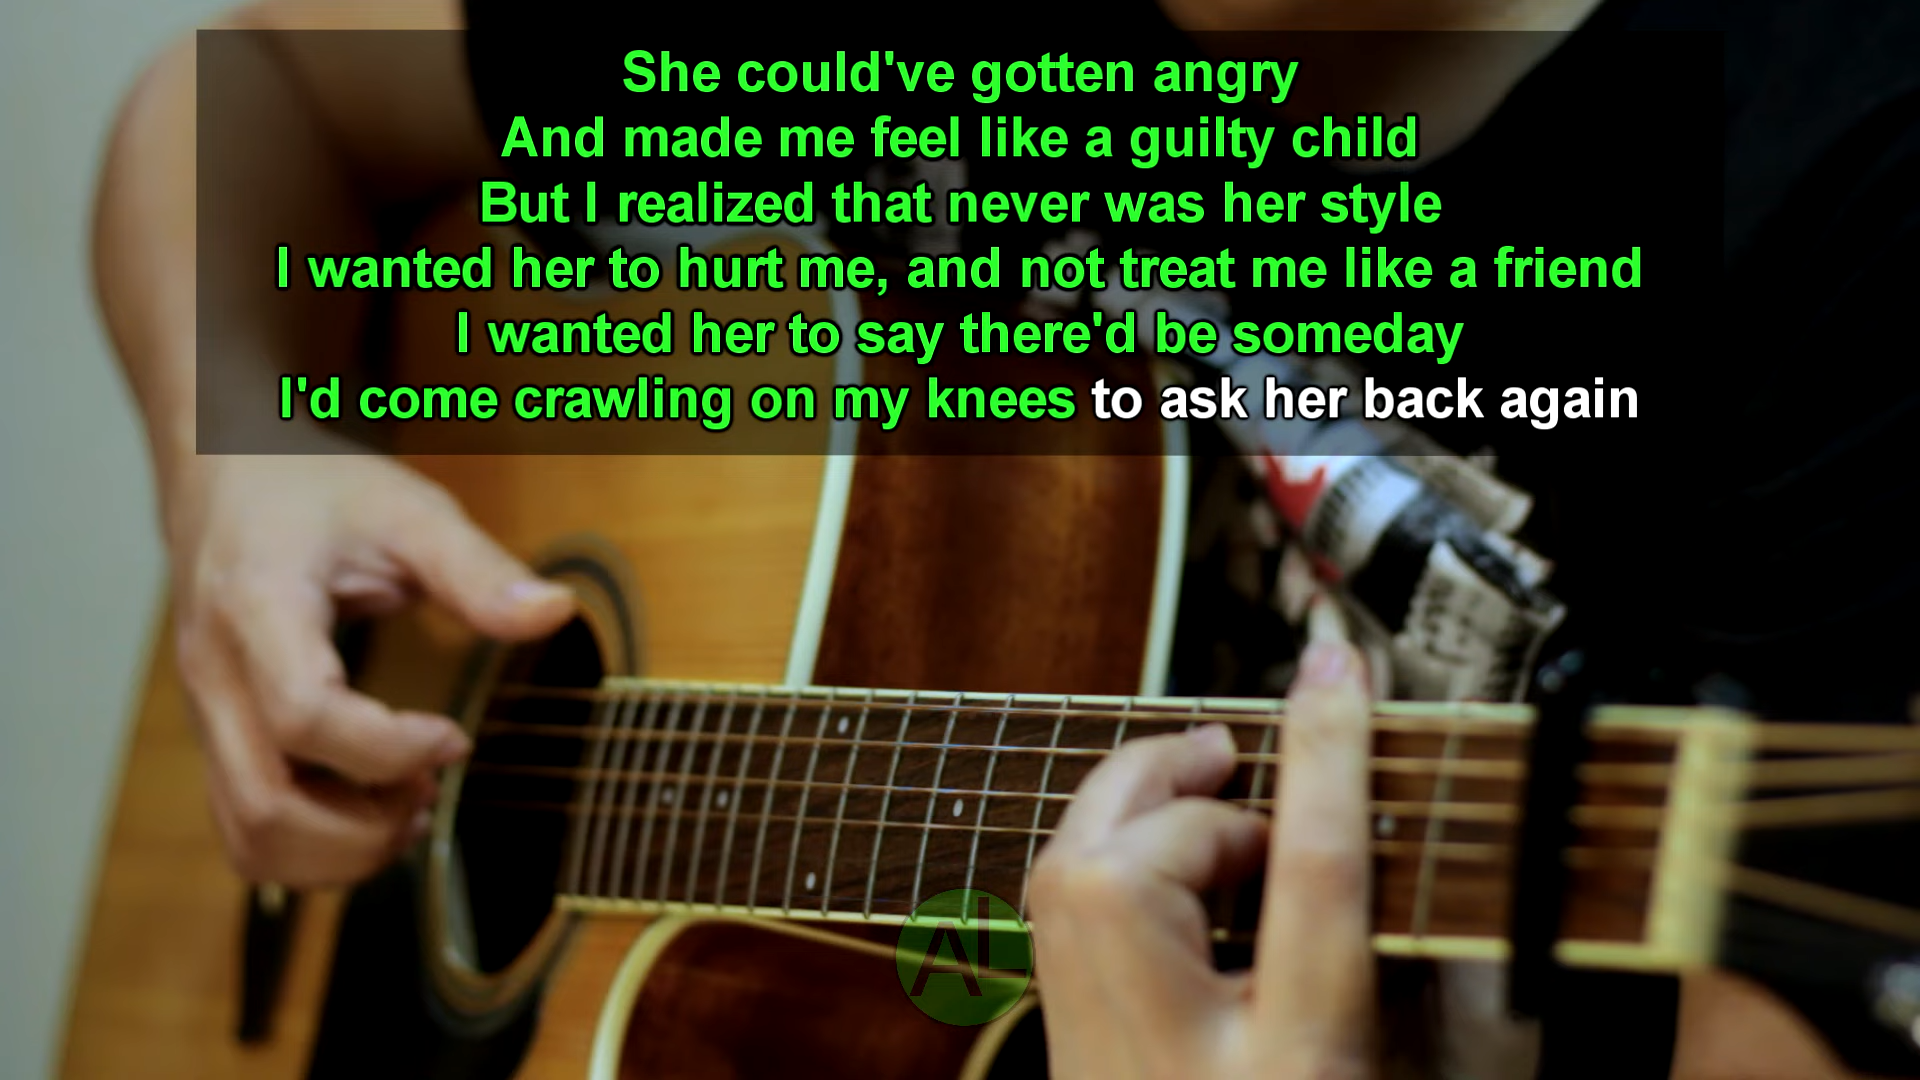 She could've gotten angry
And made me feel like a guilty child
But I realized that never was her style
I wanted her to hurt me, and not treat me like a friend
I wanted her to say there'd be someday
I'd come crawling on my knees to ask her back again
AL